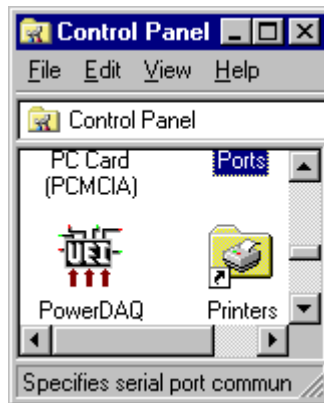 Control Panel
File Edit View Help
Control Panel
PC Card Ports
(PCMCIA)
PowerDAQ Printers
Specifies serial port commun